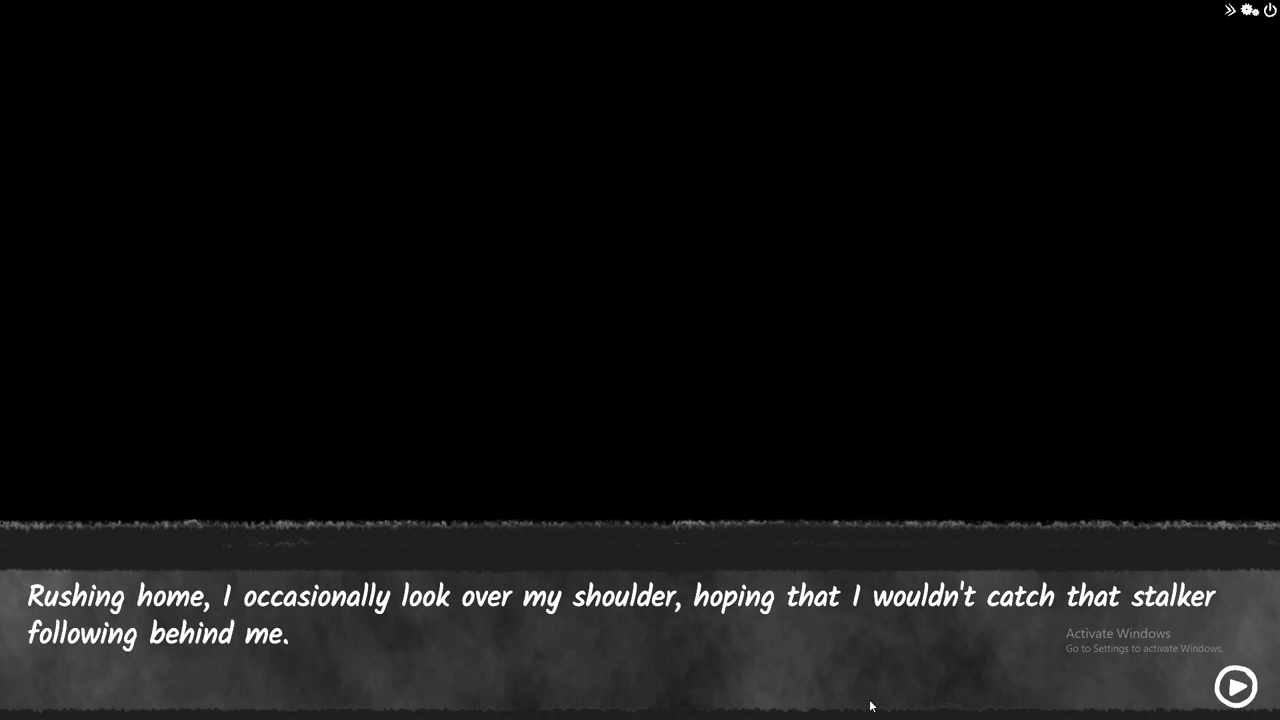 Rushing home, I occasionally look over my shoulder, hoping that I wouldn't catch that stalker
following behind me.
Activate Windows
Go to Settings to activate Windows.